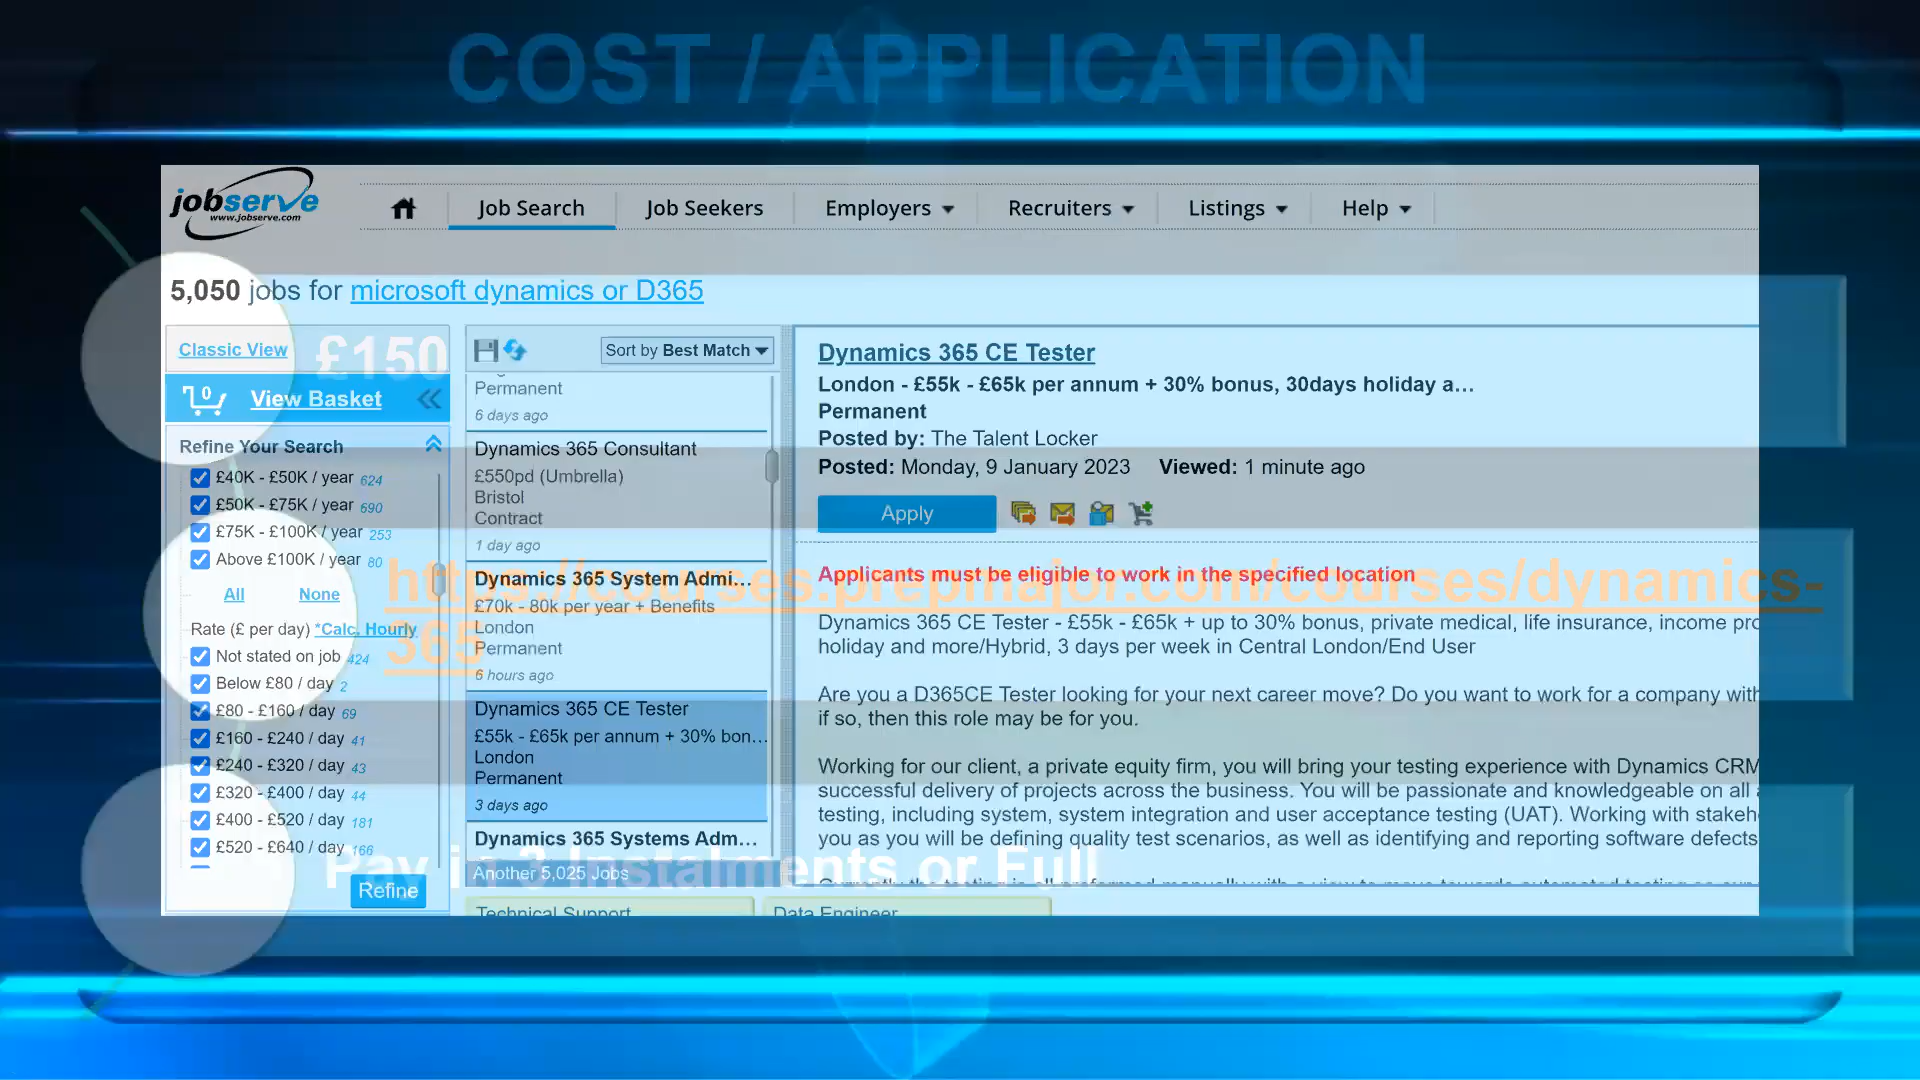 COST / APPLICATION
jobserve
www.jobserve.com
Job Search
Job Seekers
Employers
Recruiters
Listings
Help
5,050 jobs for microsoft dynamics or D365
Classic View
£150
0
View Basket
Refine Your Search
£40K - £50K / year 624
£50K - £75K / year 690
£75K - £100K / year 253
Above £100K / year 80
All None
Rate (£ per day) *Calc. Hourly
Not stated on job 424
Below £80 / day 2
£80 - £160 / day 69
£160 - £240 / day 41
£240 - £320 / day 43
£320 - £400 / day 44
£400 - £520 / day 181
£520 - £640 / day 166
Refine
Sort by Best Match
Permanent
6 days ago
Dynamics 365 Consultant
£550pd (Umbrella)
Bristol
Contract
1 day ago
Dynamics 365 System Admi...
£70k - 80k per year + Benefits
London
Permanent
6 hours ago
Dynamics 365 CE Tester
£55k - £65k per annum + 30% bon...
London
Permanent
3 days ago
Dynamics 365 Systems Adm...
Another 5,025 Jobs
Technical Support
Data Engineer
Dynamics 365 CE Tester
London - £55k - £65k per annum + 30% bonus, 30days holiday a...
Permanent
Posted by: The Talent Locker
Posted: Monday, 9 January 2023 Viewed: 1 minute ago
Apply
Applicants must be eligible to work in the specified location
Dynamics 365 CE Tester - £55k - £65k + up to 30% bonus, private medical, life insurance, income pro
holiday and more/Hybrid, 3 days per week in Central London/End User
Are you a D365CE Tester looking for your next career move? Do you want to work for a company with
if so, then this role may be for you.
Working for our client, a private equity firm, you will bring your testing experience with Dynamics CRM
successful delivery of projects across the business. You will be passionate and knowledgeable on all
testing, including system, system integration and user acceptance testing (UAT). Working with stakeh
you as you will be defining quality test scenarios, as well as identifying and reporting software defects
https://courses.prepmajor.com/courses/dynamics-
365
Pay in 3 Instalments or Full